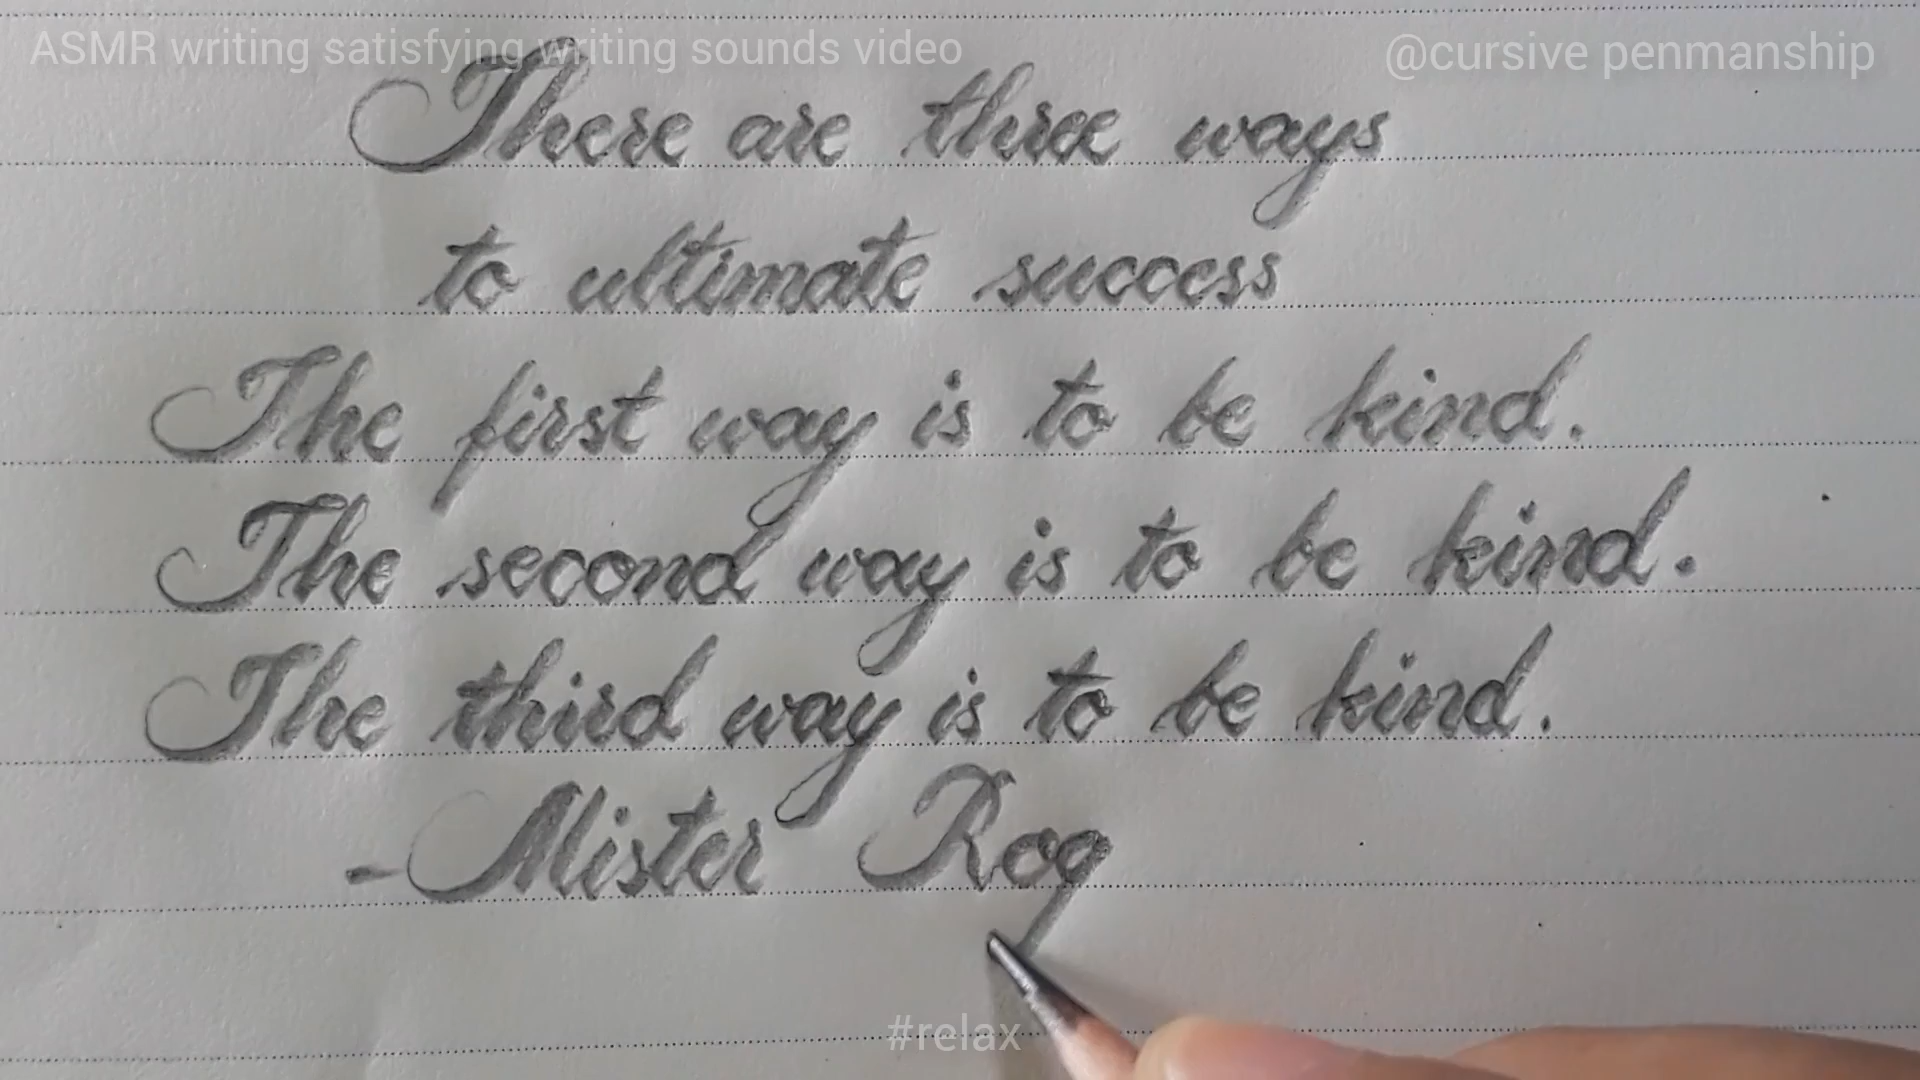 ASMR writing satisfying writing sounds video
@cursive penmanship
There are three ways
to ultimate success
The first way is to be kind.
The second way is to be kind.
The third way is to be kind.
-Mister Rog
#relax